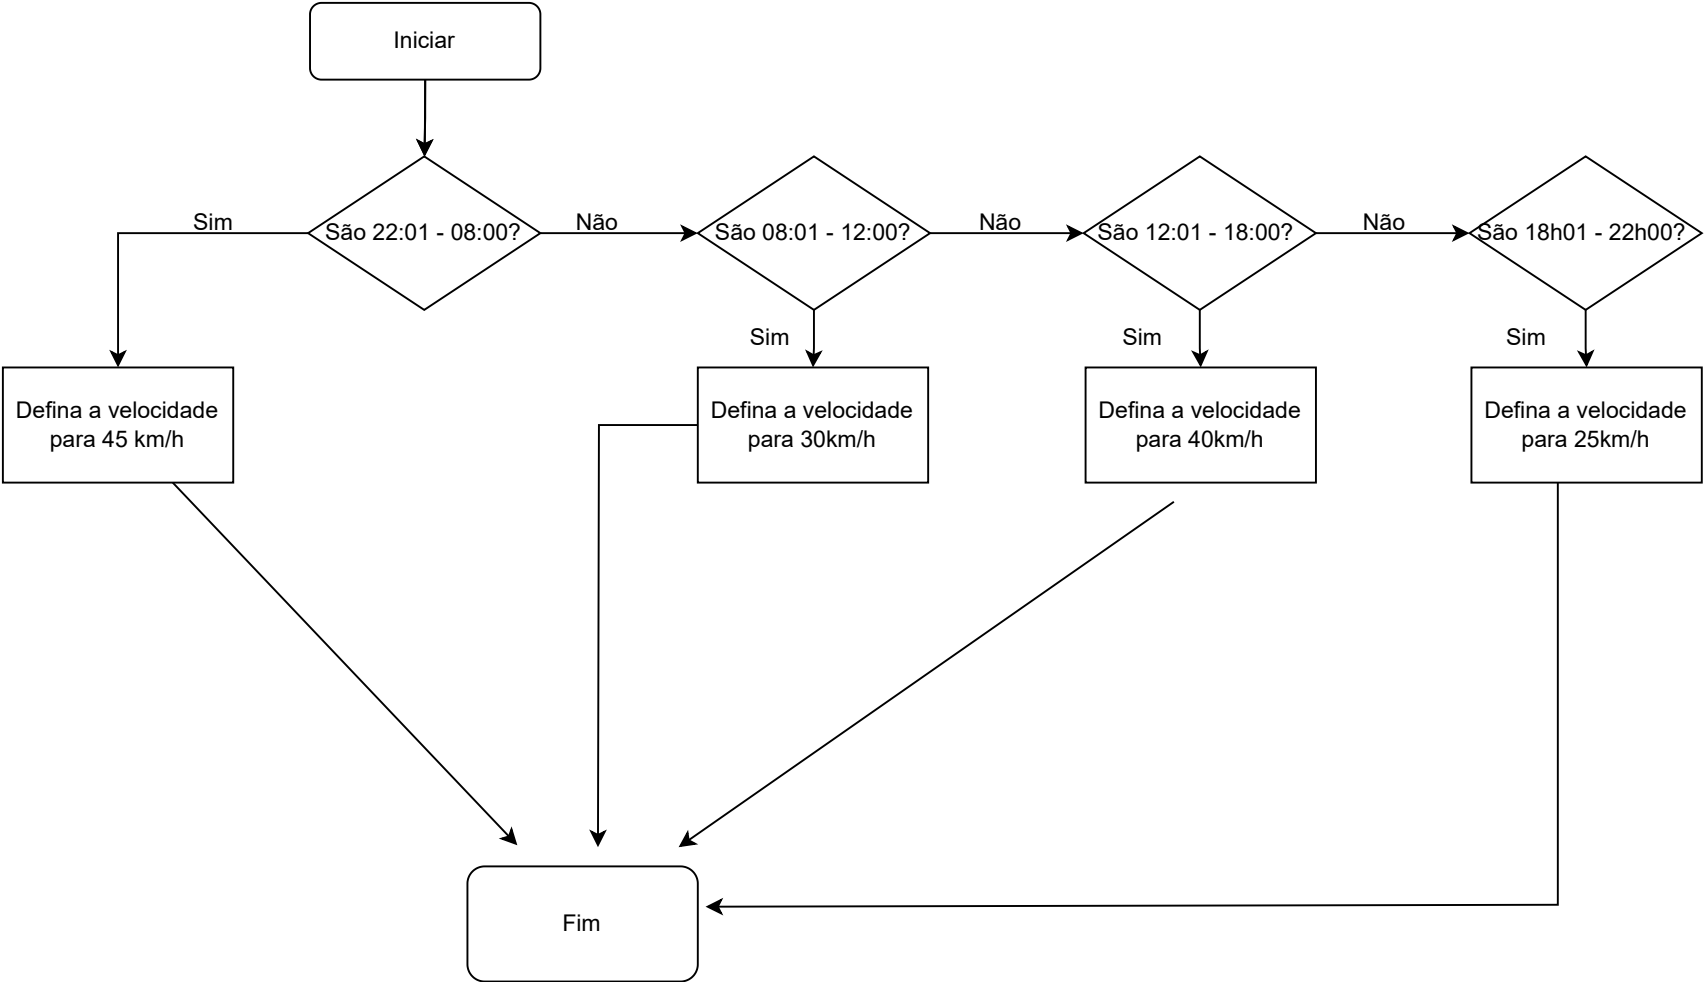 Iniciar
Sim
São 22:01 - 08:00?
Não
São 08:01 - 12:00?
Não
São 12:01 - 18:00?
Não
São 18h01 - 22h00?
Sim
Sim
Sim
Defina a velocidade
para 45 km/h
Defina a velocidade
para 30km/h
Defina a velocidade
para 40km/h
Defina a velocidade
para 25km/h
Fim